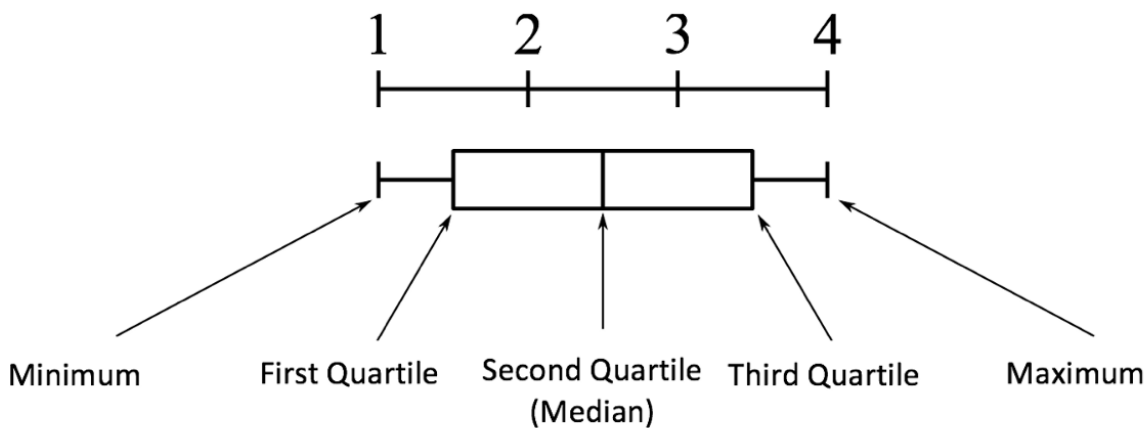 1 2 3 4
Minimum
First Quartile
Second Quartile
(Median)
Third Quartile
Maximum